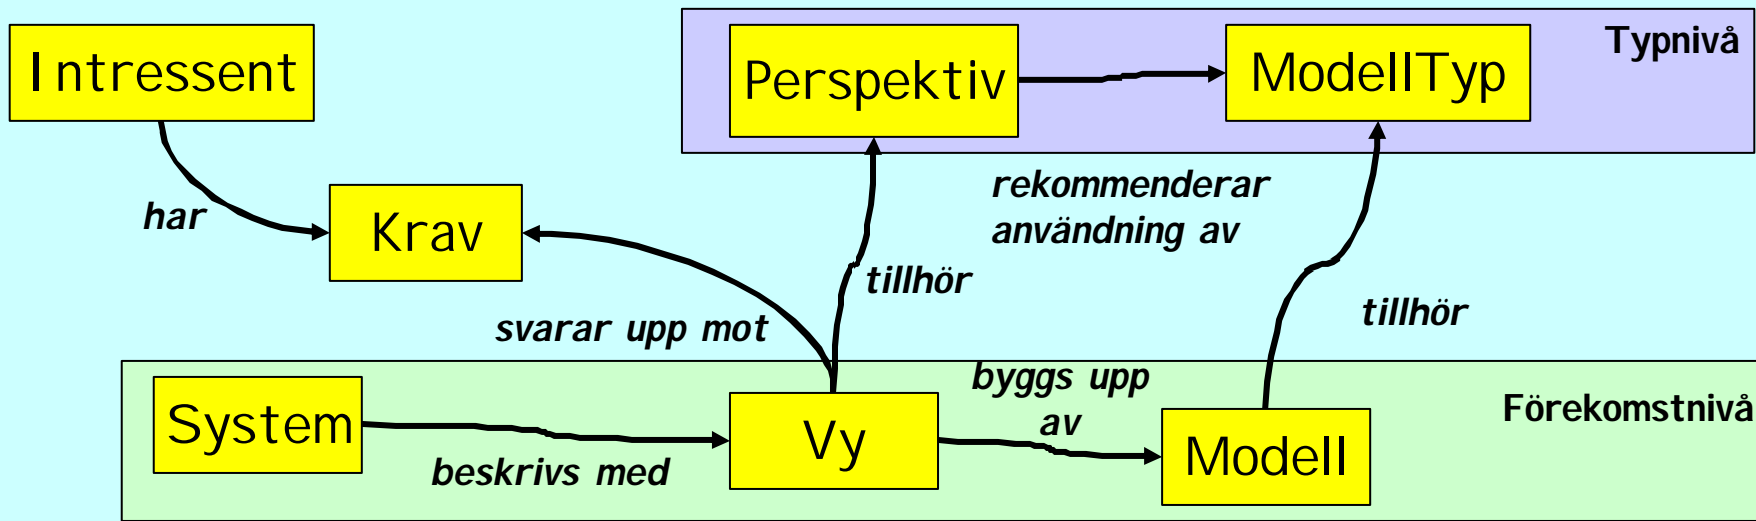 Intressent
Perspektiv
ModellTyp
Typnivå
har
Krav
rekommenderar
användning av
tillhör
svarar upp mot
tillhör
System
beskrivs med
Vy
byggs upp
av
Modell
Förekomstnivå